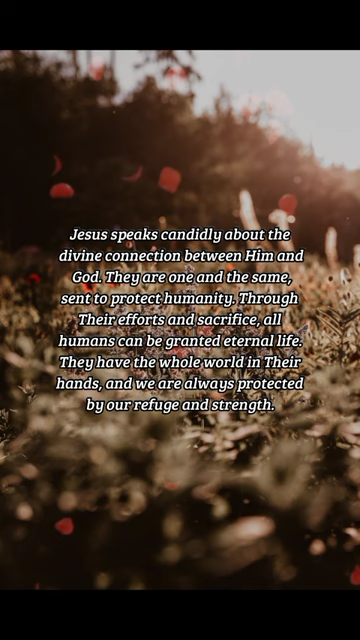 Jesus speaks candidly about the
divine connection between Him and
God. They are one and the same,
sent to protect humanity. Through
Their efforts and sacrifice, all
humans can be granted eternal life.
They have the whole world in Their
hands, and we are always protected
by our refuge and strength.